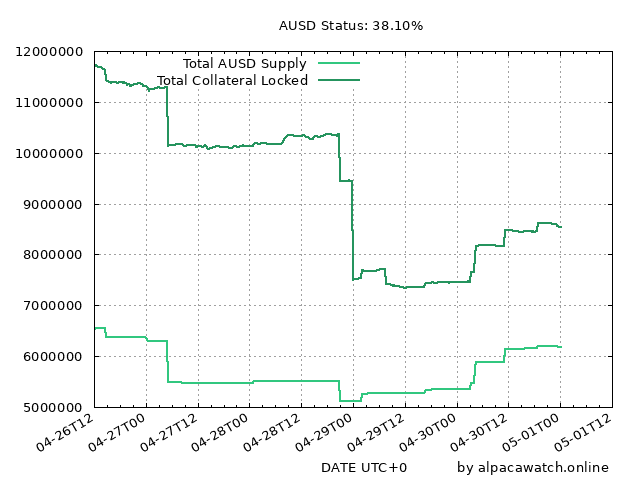 AUSD Status: 38.10%
Total AUSD Supply
Total Collateral Locked
12000000
11000000
10000000
9000000
8000000
7000000
6000000
5000000
04-26T12
04-27T00
04-27T12
04-28T00
04-28T12
04-29T00
04-29T12
04-30T00
04-30T12
05-01T00
05-01T12
DATE UTC+0
by alpacawatch.online